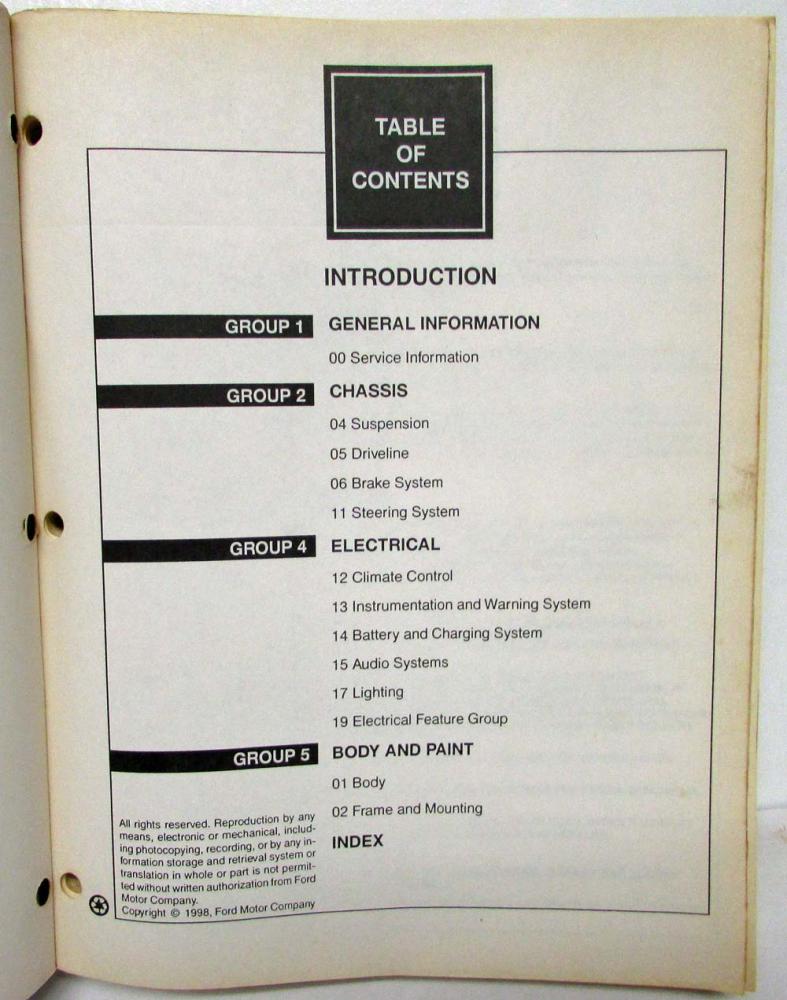 TABLE
OF
CONTENTS
INTRODUCTION
GROUP 1 GENERAL INFORMATION
00 Service Information
GROUP 2 CHASSIS
04 Suspension
05 Driveline
06 Brake System
11 Steering System
GROUP 4 ELECTRICAL
12 Climate Control
13 Instrumentation and Warning System
14 Battery and Charging System
15 Audio Systems
17 Lighting
19 Electrical Feature Group
GROUP 5 BODY AND PAINT
01 Body
02 Frame and Mounting
INDEX
All rights reserved. Reproduction by any
means, electronic or mechanical, includ-
ing photocopying, recording, or by any in-
formation storage and retrieval system or
translation in whole or part is not permit-
ted without written authorization from Ford
Motor Company.
Copyright © 1998, Ford Motor Company